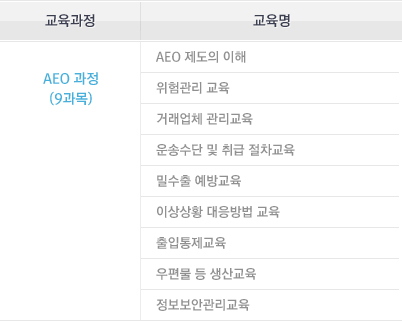 교육과정 교육명
AEO 과정
(9과목)
AEO 제도의 이해
위험관리 교육
거래업체 관리교육
운송수단 및 취급 절차교육
밀수출 예방교육
이상상황 대응방법 교육
출입통제교육
우편물 등 생산교육
정보보안관리교육